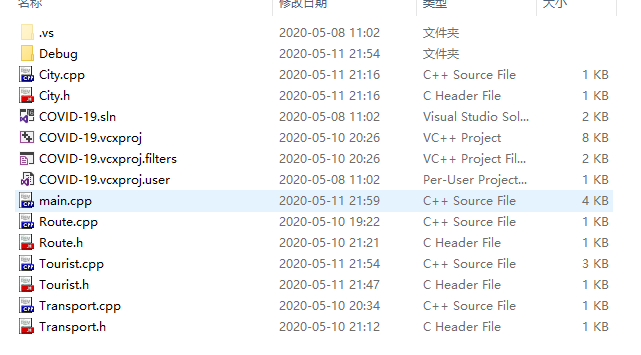 名称 修改日期 类型 大小
.vs 2020-05-08 11:02 文件夹
Debug 2020-05-11 21:54 文件夹
City.cpp 2020-05-11 21:16 C++ Source File 1 KB
City.h 2020-05-11 21:16 C Header File 1 KB
COVID-19.sln 2020-05-08 11:02 Visual Studio Sol... 2 KB
COVID-19.vcxproj 2020-05-10 20:26 VC++ Project 8 KB
COVID-19.vcxproj.filters 2020-05-10 20:26 VC++ Project Fil... 2 KB
COVID-19.vcxproj.user 2020-05-08 11:02 Per-User Project... 1 KB
main.cpp 2020-05-11 21:59 C++ Source File 4 KB
Route.cpp 2020-05-10 19:22 C++ Source File 1 KB
Route.h 2020-05-10 21:21 C Header File 1 KB
Tourist.cpp 2020-05-11 21:54 C++ Source File 3 KB
Tourist.h 2020-05-11 21:47 C Header File 1 KB
Transport.cpp 2020-05-10 20:34 C++ Source File 1 KB
Transport.h 2020-05-10 21:12 C Header File 1 KB